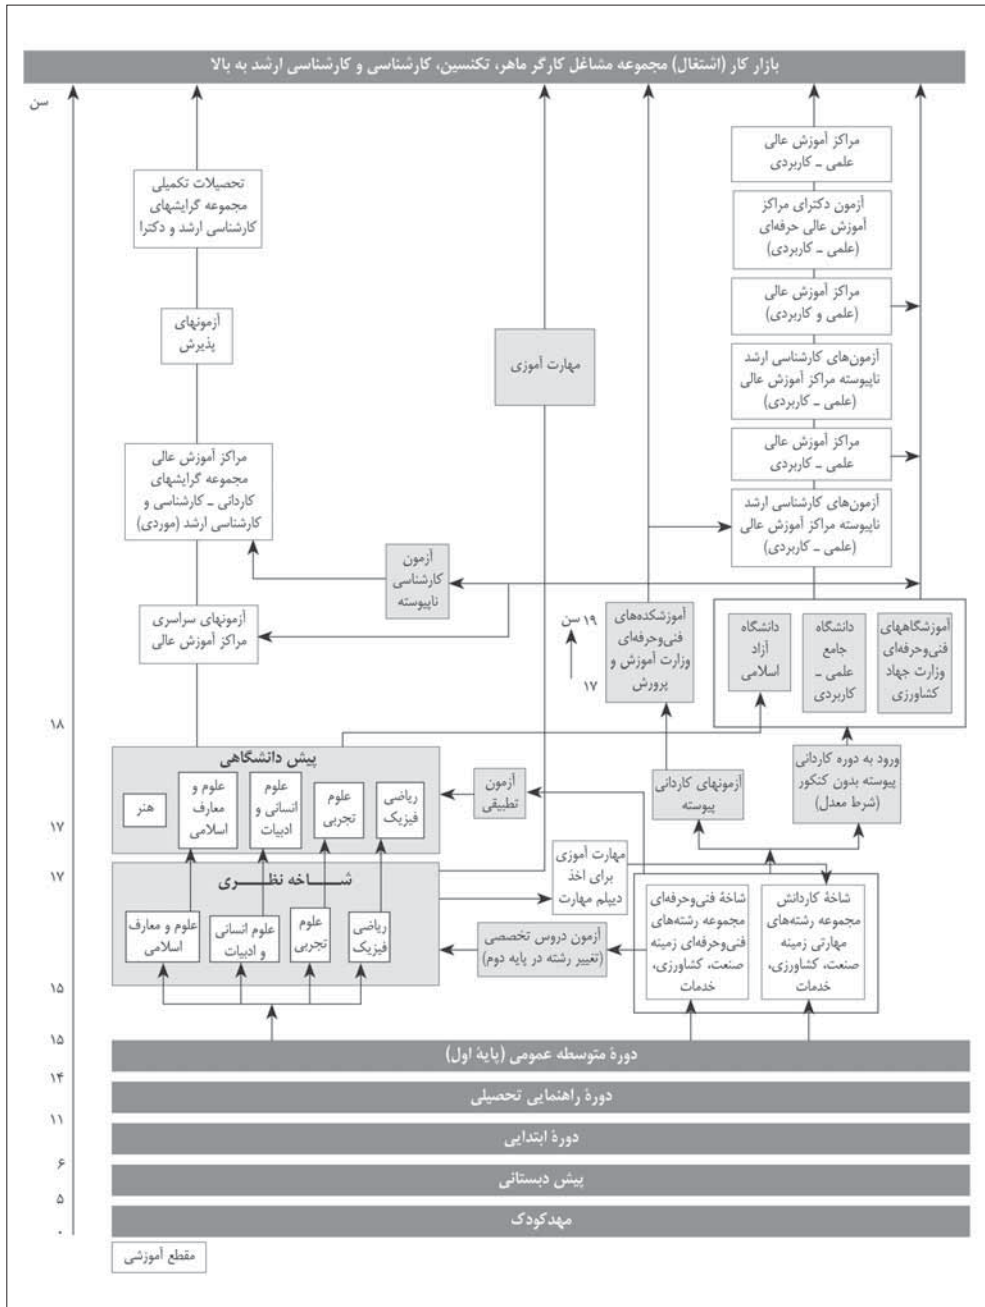 بازار کار (اشتغال) مجموعه مشاغل کارگر ماهر، تکنسین، کارشناسی و کارشناسی ارشد به بالا
سن
مراکز آموزش عالی
علمی ـ کاربردی
آزمون دکترای مراکز
آموزش عالی حرفه‌ای
(علمی ـ کاربردی)
مراکز آموزش عالی
(علمی و کاربردی)
آزمون‌های کارشناسی ارشد
ناپیوسته مراکز آموزش عالی
(علمی ـ کاربردی)
مراکز آموزش عالی
علمی ـ کاربردی
آزمون‌های کارشناسی ارشد
ناپیوسته مراکز آموزش عالی
(علمی ـ کاربردی)
آموزشگاههای
فنی‌وحرفه‌ای
وزارت جهاد
کشاورزی
دانشگاه
جامع
علمی ـ
کاربردی
دانشگاه
آزاد
اسلامی
ورود به دوره کاردانی
پیوسته بدون کنکور
(شرط معدل)
مهارت آموزی
آموزشکده‌های
فنی‌وحرفه‌ای
وزارت آموزش و
پرورش
۱۹ سن
۱۷
آزمونهای کاردانی
پیوسته
تحصیلات تکمیلی
مجموعه گرایشهای
کارشناسی ارشد و دکترا
آزمونهای
پذیرش
مراکز آموزش عالی
مجموعه گرایشهای
کاردانی ـ کارشناسی و
کارشناسی ارشد (موردی)
آزمون
کارشناسی
ناپیوسته
آزمونهای سراسری
مراکز آموزش عالی
پیش دانشگاهی
ریاضی
فیزیک
علوم
تجربی
علوم
انسانی و
ادبیات
علوم و
معارف
اسلامی
هنر
آزمون
تطبیقی
شـــاخه نظـــری
ریاضی
فیزیک
علوم
تجربی
علوم انسانی
و ادبیات
علوم و معارف
اسلامی
مهارت آموزی
برای اخذ
دیپلم مهارت
آزمون دروس تخصصی
(تغییر رشته در پایه دوم)
شاخهٔ فنی‌وحرفه‌ای
مجموعه رشته‌های
فنی‌وحرفه‌ای زمینه
صنعت، کشاورزی،
خدمات
شاخهٔ کاردانش
مجموعه رشته‌های
مهارتی زمینه
صنعت، کشاورزی،
خدمات
۱۸
۱۷
۱۷
۱۵
۱۵
۱۴
۱۱
۶
۵
۰
دورهٔ متوسطه عمومی (پایهٔ اول)
دورهٔ راهنمایی تحصیلی
دورهٔ ابتدایی
پیش دبستانی
مهدکودک
مقطع آموزشی